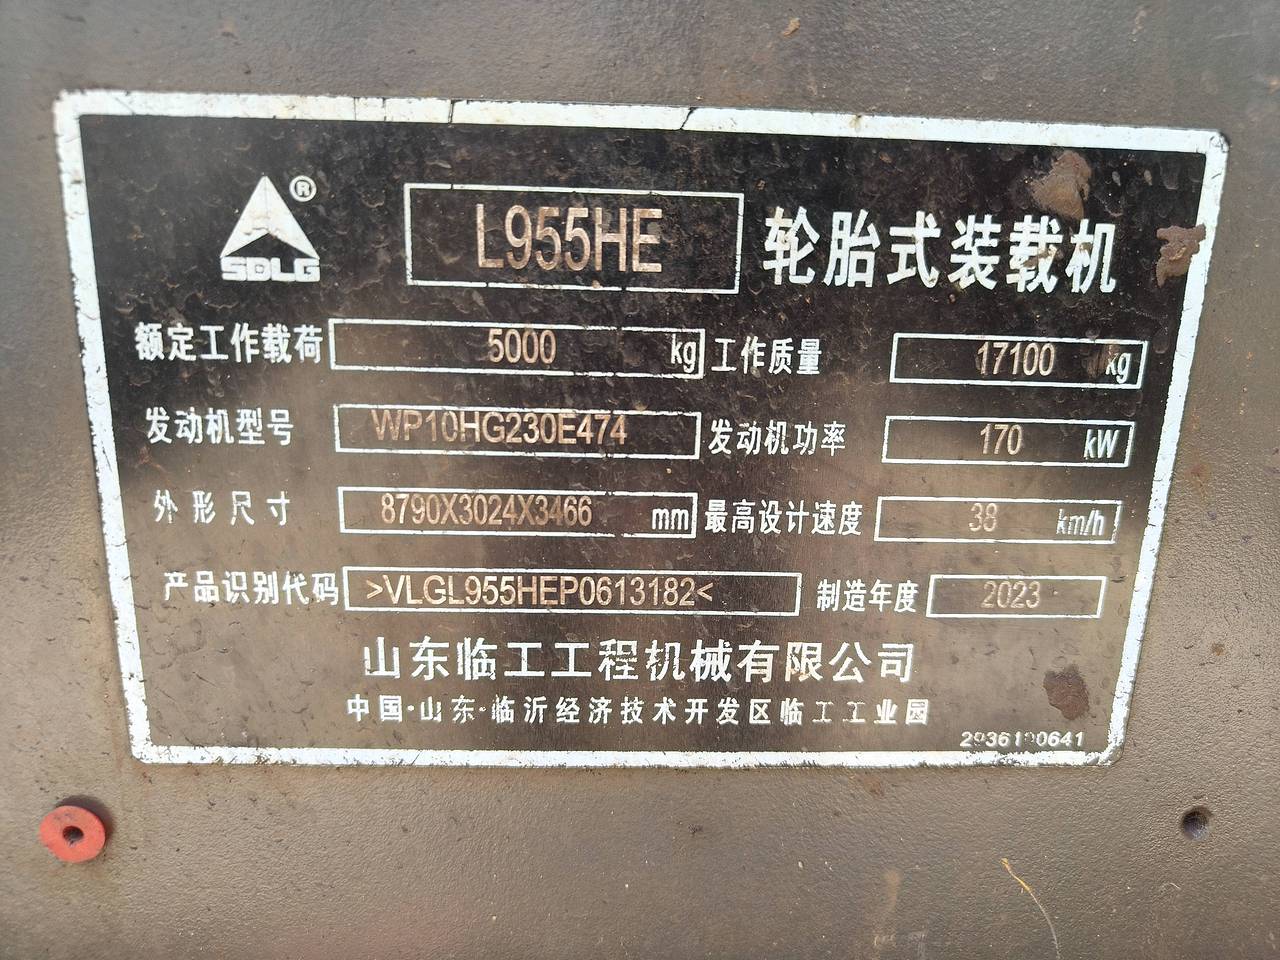 SDLG®
L955HE 轮胎式装载机
额定工作载荷 5000 kg 工作质量 17100 kg
发动机型号 WP10HG230E474 发动机功率 170 kW
外形尺寸 8790X3024X3466 mm 最高设计速度 38 km/h
产品识别代码 >VLGL955HEP0613182< 制造年度 2023
山东临工工程机械有限公司
中国·山东·临沂经济技术开发区临工工业园
2936190641